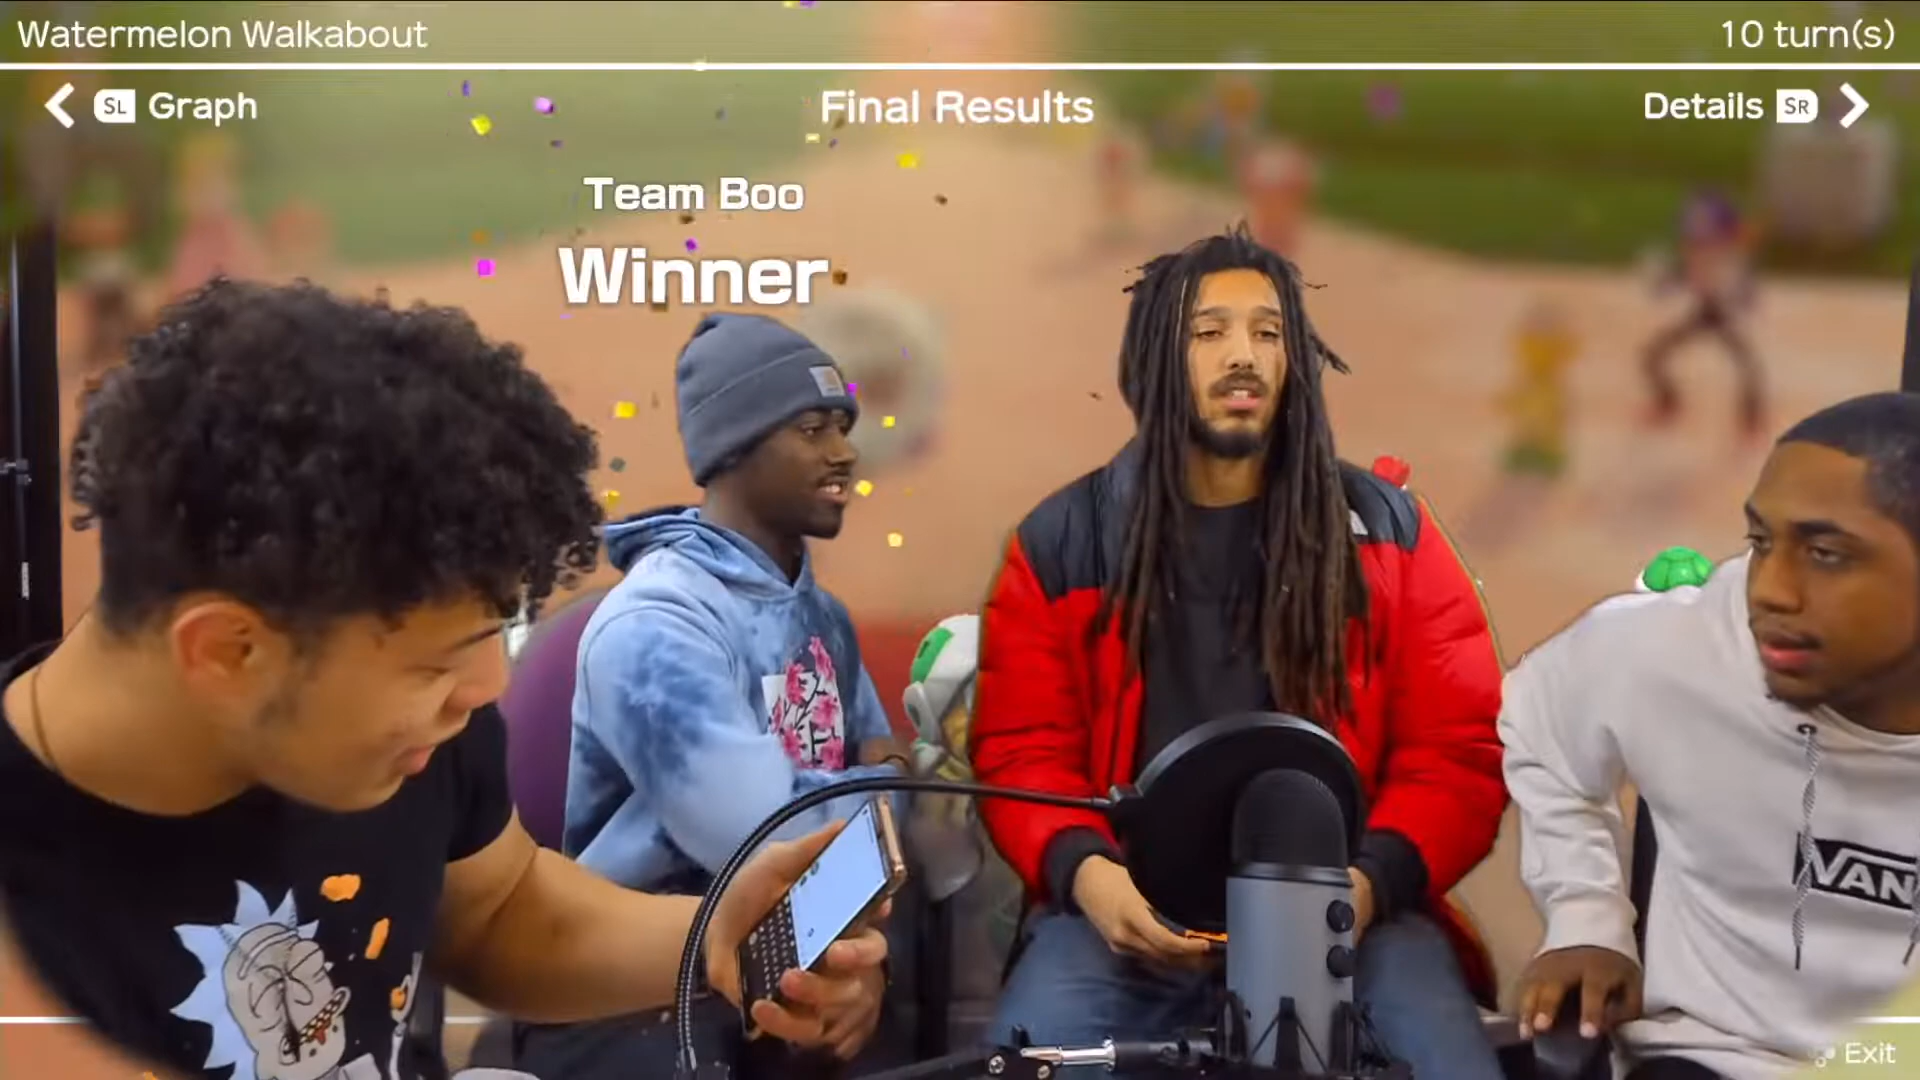 Watermelon Walkabout
10 turn(s)
SL Graph
Final Results
Details SR
Team Boo
Winner
VAN
Exit